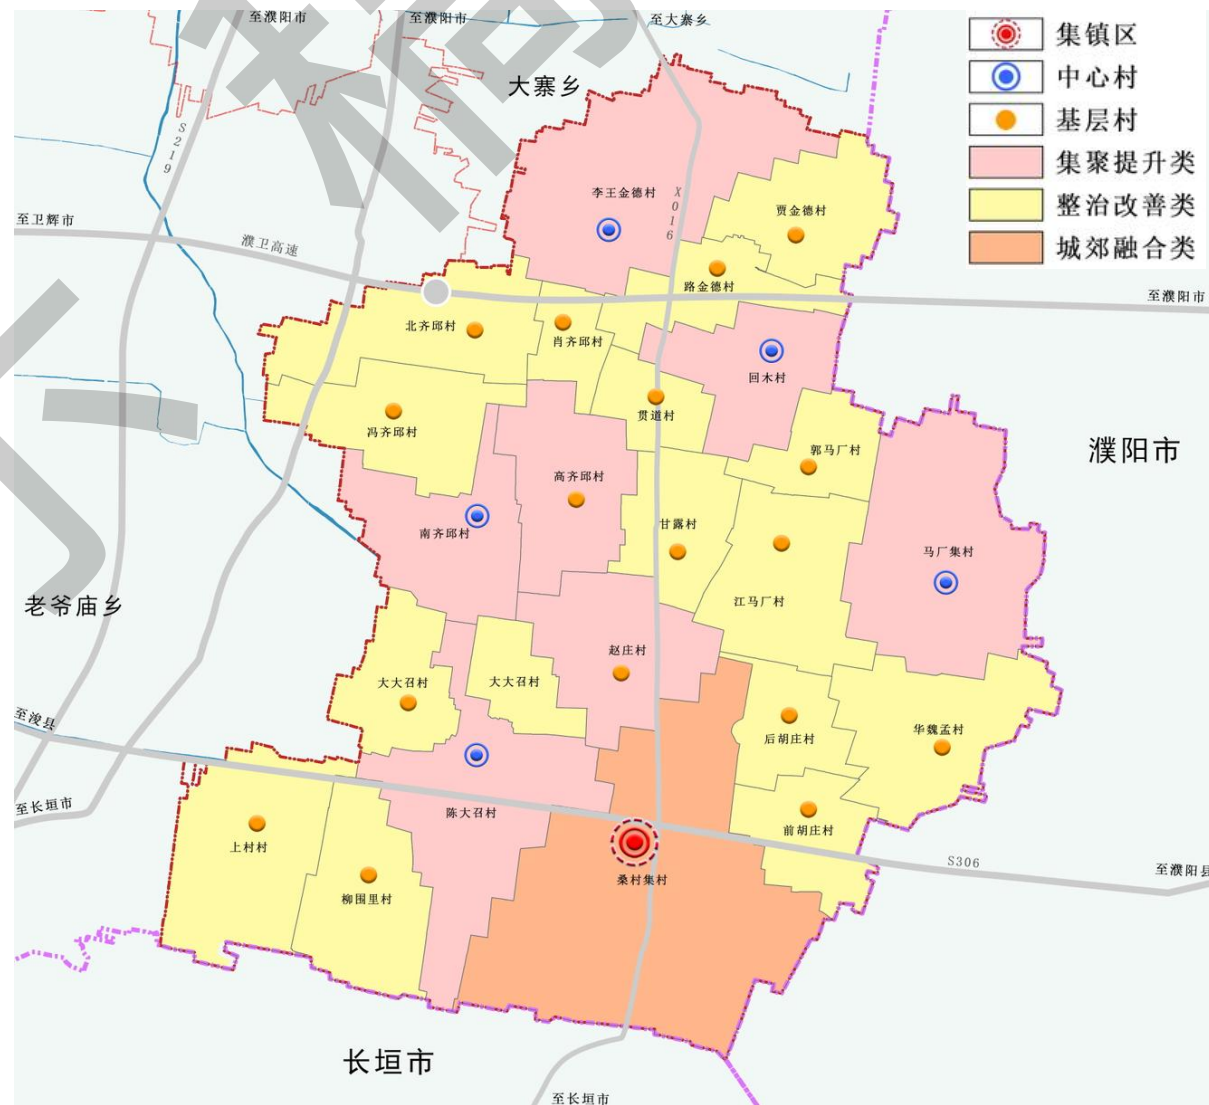 至濮阳市
至濮阳市
至大寨乡
集镇区
中心村
基层村
集聚提升类
整治改善类
城郊融合类
大寨乡
S219
X016
李王金德村
贾金德村
至卫辉市
濮卫高速
路金德村
至濮阳市
北齐邱村
肖齐邱村
回木村
贯道村
冯齐邱村
郭马厂村
濮阳市
高齐邱村
甘露村
南齐邱村
马厂集村
老爷庙乡
江马厂村
赵庄村
大大召村
大大召村
至浚县
后胡庄村
华魏孟村
至长垣市
陈大召村
前胡庄村
上村村
S306
至濮阳县
桑村集村
柳围里村
长垣市
至长垣市